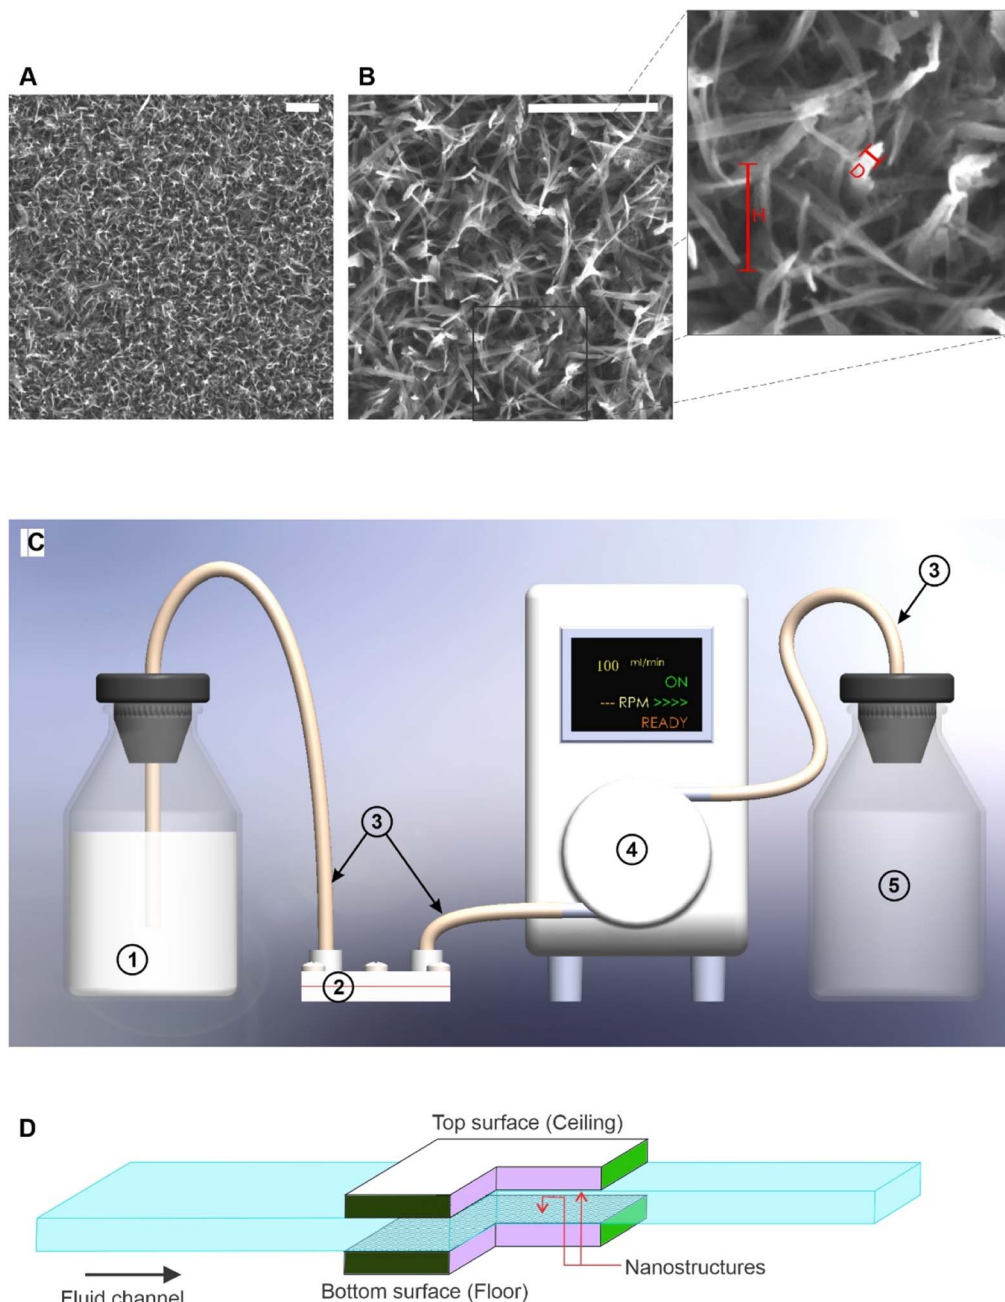 A
B
D
H
C
3
100 ml/min
ON
--- RPM >>>>
READY
3
4
5
1
2
D
Top surface (Ceiling)
Nanostructures
Bottom surface (Floor)
Fluid channel